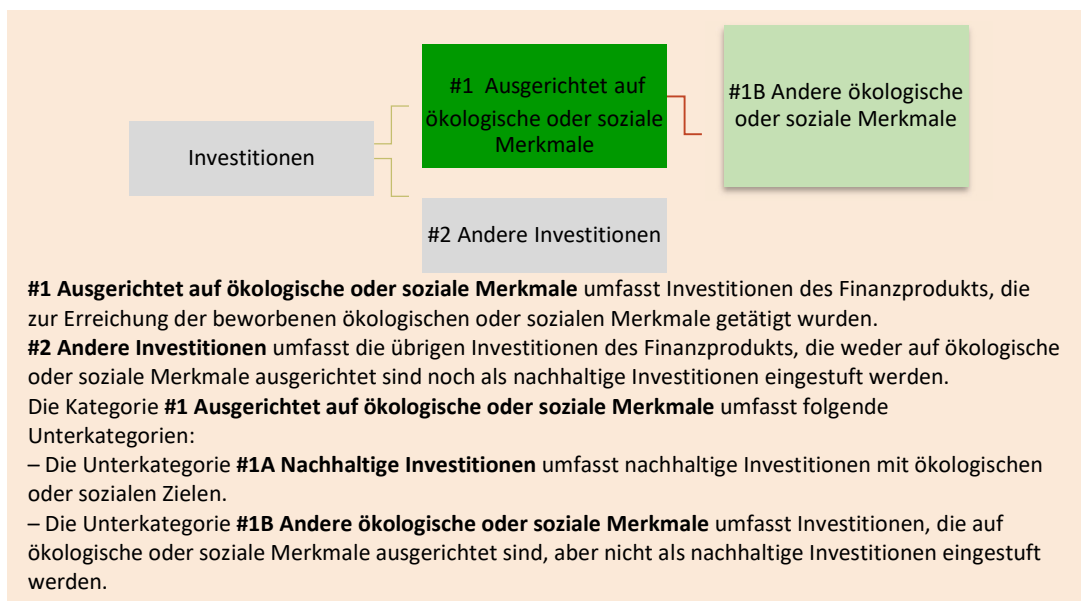 #1 Ausgerichtet auf
ökologische oder soziale
Merkmale
#1B Andere ökologische
oder soziale Merkmale
Investitionen
#2 Andere Investitionen
#1 Ausgerichtet auf ökologische oder soziale Merkmale umfasst Investitionen des Finanzprodukts, die
zur Erreichung der beworbenen ökologischen oder sozialen Merkmale getätigt wurden.
#2 Andere Investitionen umfasst die übrigen Investitionen des Finanzprodukts, die weder auf ökologische
oder soziale Merkmale ausgerichtet sind noch als nachhaltige Investitionen eingestuft werden.
Die Kategorie #1 Ausgerichtet auf ökologische oder soziale Merkmale umfasst folgende
Unterkategorien:
– Die Unterkategorie #1A Nachhaltige Investitionen umfasst nachhaltige Investitionen mit ökologischen
oder sozialen Zielen.
– Die Unterkategorie #1B Andere ökologische oder soziale Merkmale umfasst Investitionen, die auf
ökologische oder soziale Merkmale ausgerichtet sind, aber nicht als nachhaltige Investitionen eingestuft
werden.